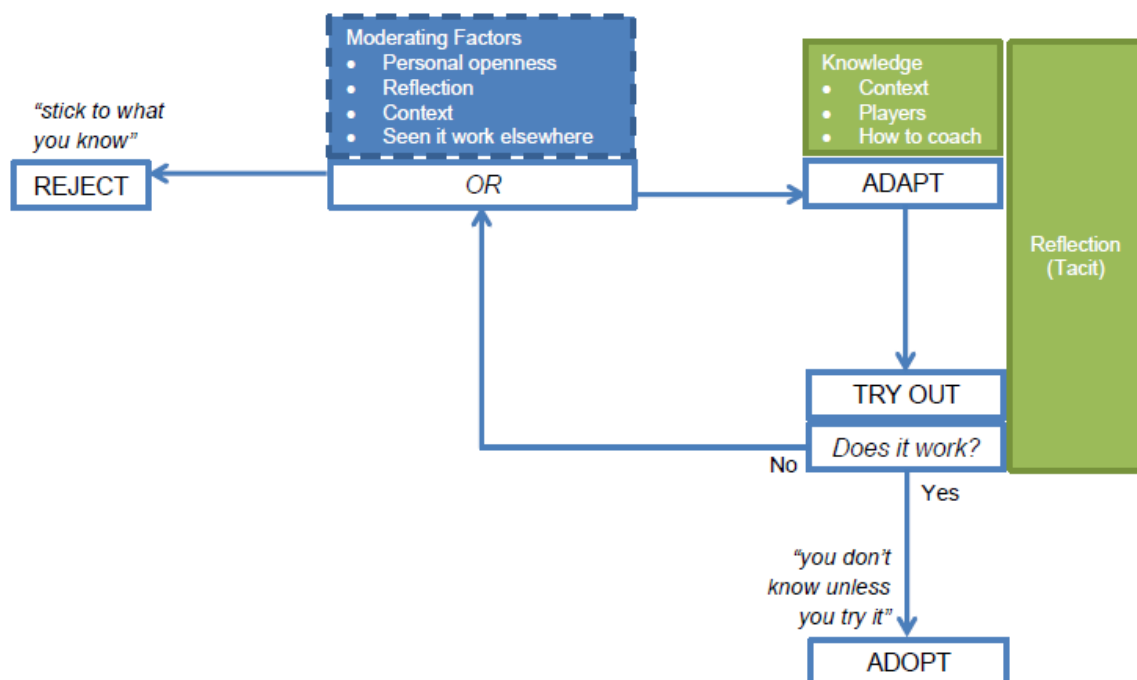 Moderating Factors
• Personal openness
• Reflection
• Context
• Seen it work elsewhere
Knowledge
• Context
• Players
• How to coach
“stick to what
you know”
REJECT
OR
ADAPT
Reflection
(Tacit)
TRY OUT
Does it work?
No
Yes
“you don’t
know unless
you try it”
ADOPT